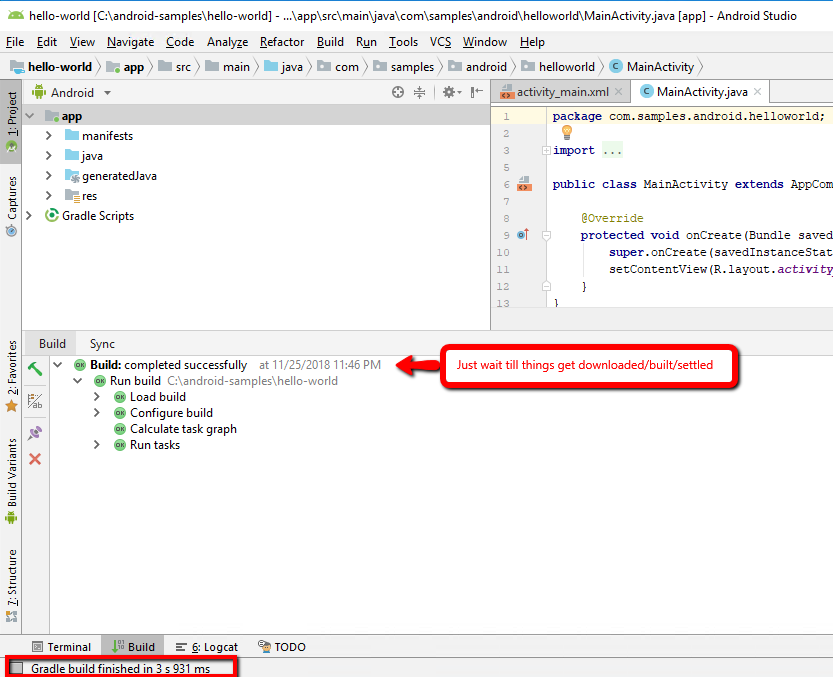 hello-world [C:\android-samples\hello-world] - ...\app\src\main\java\com\samples\android\helloworld\MainActivity.java [app] - Android Studio
File Edit View Navigate Code Analyze Refactor Build Run Tools VCS Window Help
hello-world app src main java com samples android helloworld C MainActivity
1: Project
Captures
2: Favorites
Build Variants
7: Structure
Android
app
manifests
java
generatedJava
res
Gradle Scripts
activity_main.xml C MainActivity.java
1 package com.samples.android.helloworld;
2
3 import ...
5
6 public class MainActivity extends AppCom
7
8 @Override
9 protected void onCreate(Bundle saved
10 super.onCreate(savedInstanceStat
11 setContentView(R.layout.activity
12 }
13 }
Build Sync
OK Build: completed successfully at 11/25/2018 11:46 PM
Just wait till things get downloaded/built/settled
OK Run build C:\android-samples\hello-world
OK Load build
OK Configure build
OK Calculate task graph
OK Run tasks
Terminal Build 6: Logcat TODO
Gradle build finished in 3 s 931 ms